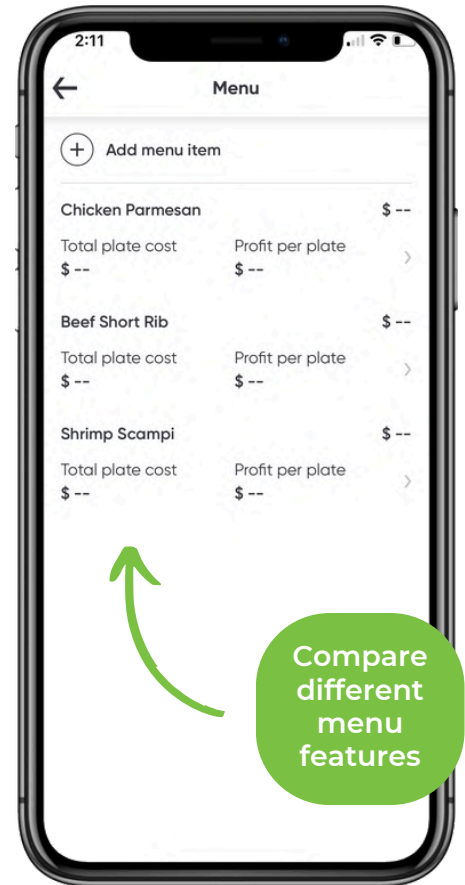 2:11
Menu
+ Add menu item
Chicken Parmesan $ --
Total plate cost Profit per plate
$ -- $ --
Beef Short Rib $ --
Total plate cost Profit per plate
$ -- $ --
Shrimp Scampi $ --
Total plate cost Profit per plate
$ -- $ --
Compare
different
menu
features